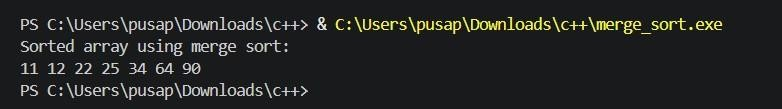 PS C:\Users\pusap\Downloads\c++> & C:\Users\pusap\Downloads\c++\merge_sort.exe
Sorted array using merge sort:
11 12 22 25 34 64 90
PS C:\Users\pusap\Downloads\c++>